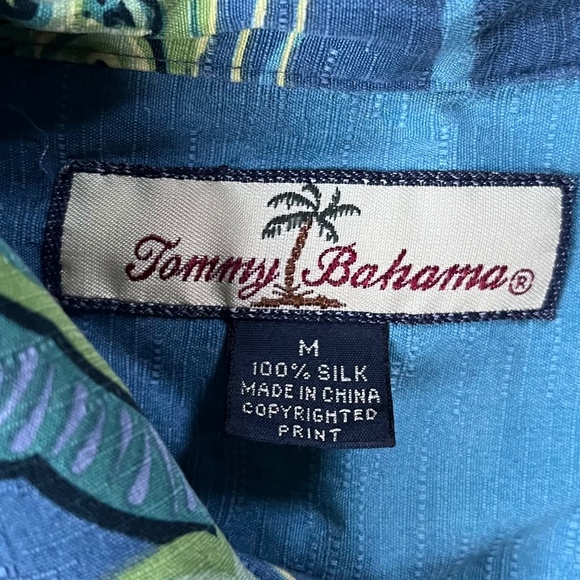 Tommy Bahama®
M
100% SILK
MADE IN CHINA
COPYRIGHTED
PRINT